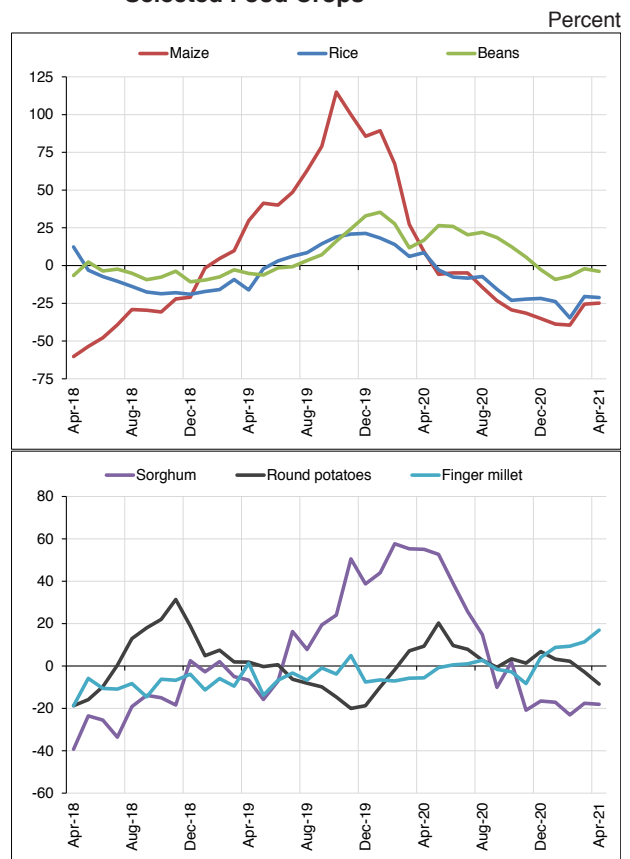 Selected Food Crops
Percent
Maize Rice Beans
125
100
75
50
25
0
-25
-50
-75
Apr-18 Aug-18 Dec-18 Apr-19 Aug-19 Dec-19 Apr-20 Aug-20 Dec-20 Apr-21
Sorghum Round potatoes Finger millet
80
60
40
20
0
-20
-40
-60
Apr-18 Aug-18 Dec-18 Apr-19 Aug-19 Dec-19 Apr-20 Aug-20 Dec-20 Apr-21